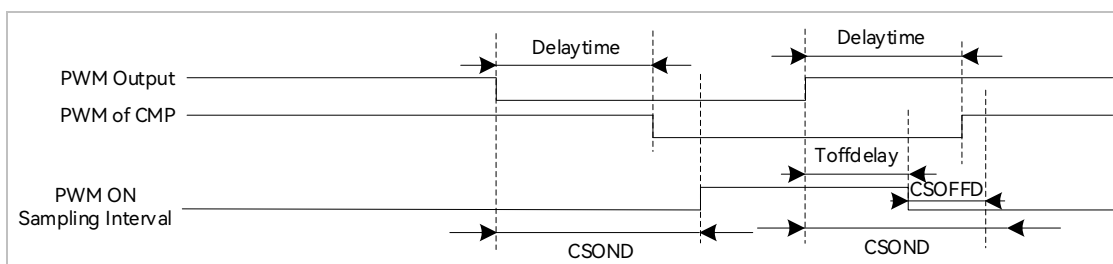 Delaytime
Delaytime
PWM Output
PWM of CMP
Toffdelay
PWM ON
Sampling Interval
CSOFFD
CSOND
CSOND